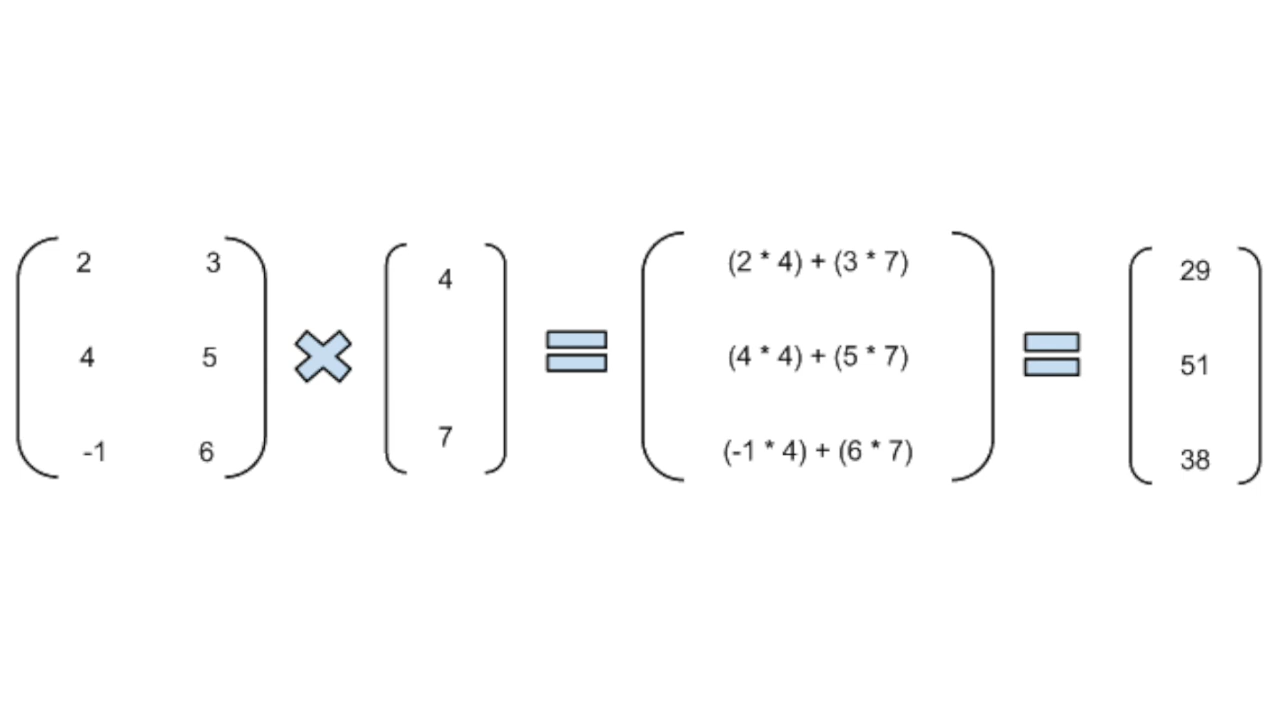 2 3
4 5
-1 6
4
7
(2 * 4) + (3 * 7)
(4 * 4) + (5 * 7)
(-1 * 4) + (6 * 7)
29
51
38